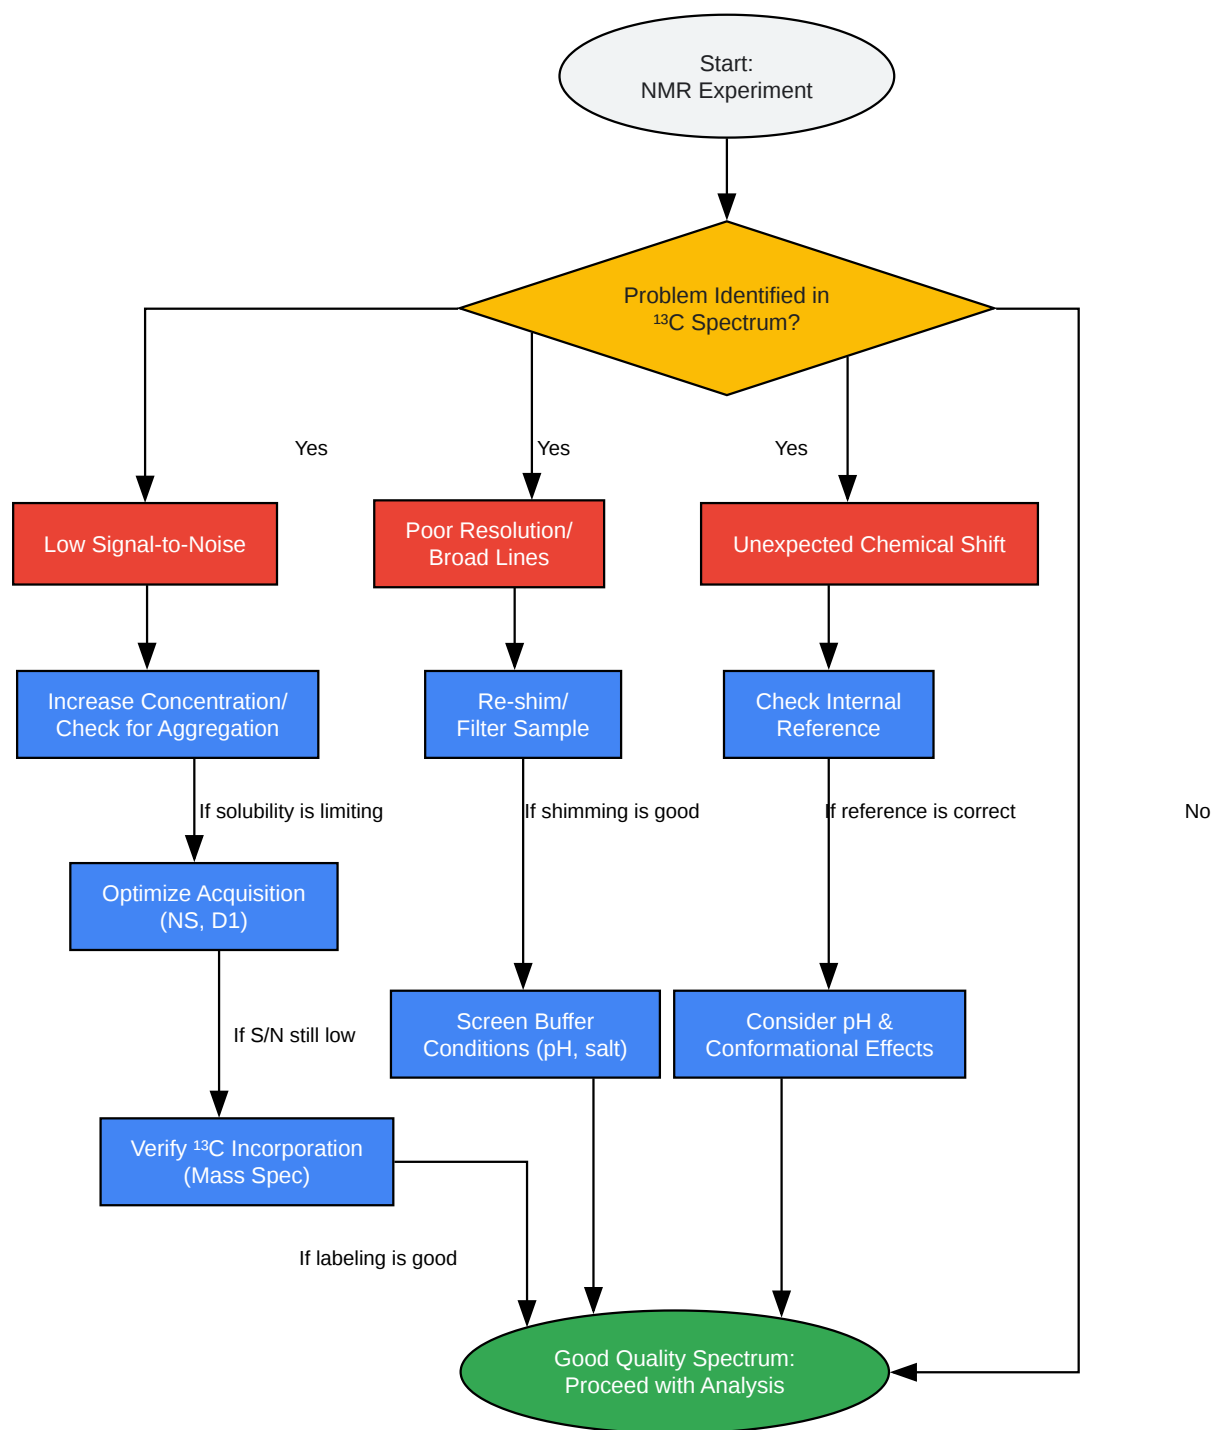 Start:
NMR Experiment
Problem Identified in
¹³C Spectrum?
Yes
Yes
Yes
Low Signal-to-Noise
Poor Resolution/
Broad Lines
Unexpected Chemical Shift
Increase Concentration/
Check for Aggregation
Re-shim/
Filter Sample
Check Internal
Reference
If solubility is limiting
If shimming is good
If reference is correct
No
Optimize Acquisition
(NS, D1)
If S/N still low
Screen Buffer
Conditions (pH, salt)
Consider pH &
Conformational Effects
Verify ¹³C Incorporation
(Mass Spec)
If labeling is good
Good Quality Spectrum:
Proceed with Analysis